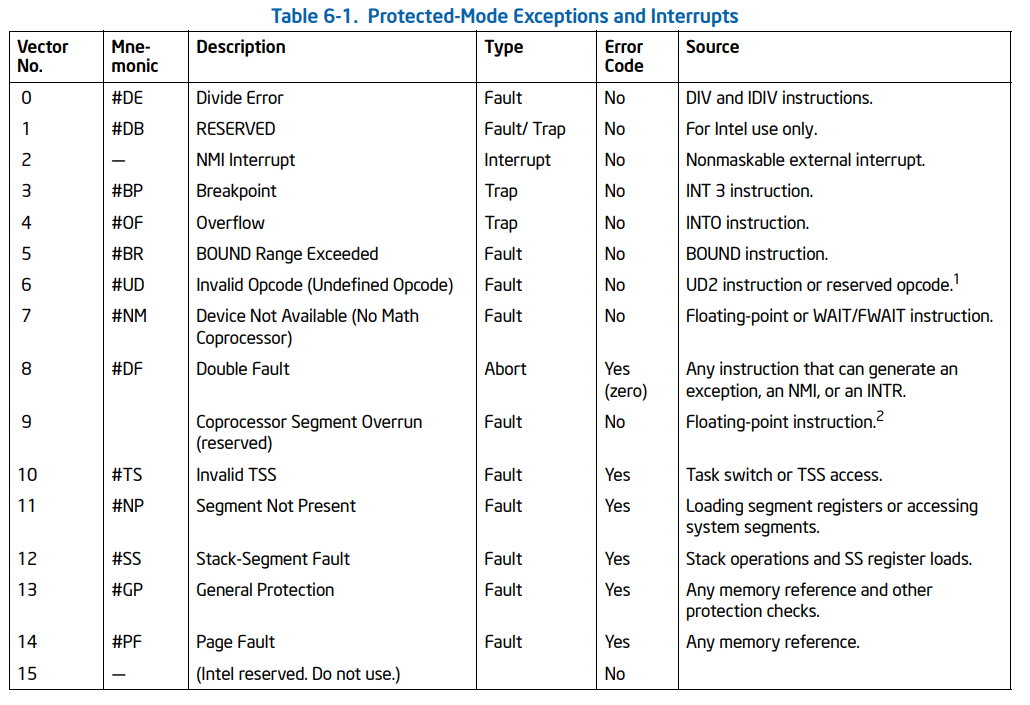 Table 6-1. Protected-Mode Exceptions and Interrupts
Vector No. Mne-monic Description Type Error Code Source
0 #DE Divide Error Fault No DIV and IDIV instructions.
1 #DB RESERVED Fault/ Trap No For Intel use only.
2 — NMI Interrupt Interrupt No Nonmaskable external interrupt.
3 #BP Breakpoint Trap No INT 3 instruction.
4 #OF Overflow Trap No INTO instruction.
5 #BR BOUND Range Exceeded Fault No BOUND instruction.
6 #UD Invalid Opcode (Undefined Opcode) Fault No UD2 instruction or reserved opcode.1
7 #NM Device Not Available (No Math Coprocessor) Fault No Floating-point or WAIT/FWAIT instruction.
8 #DF Double Fault Abort Yes (zero) Any instruction that can generate an exception, an NMI, or an INTR.
9 Coprocessor Segment Overrun (reserved) Fault No Floating-point instruction.2
10 #TS Invalid TSS Fault Yes Task switch or TSS access.
11 #NP Segment Not Present Fault Yes Loading segment registers or accessing system segments.
12 #SS Stack-Segment Fault Fault Yes Stack operations and SS register loads.
13 #GP General Protection Fault Yes Any memory reference and other protection checks.
14 #PF Page Fault Fault Yes Any memory reference.
15 — (Intel reserved. Do not use.) No